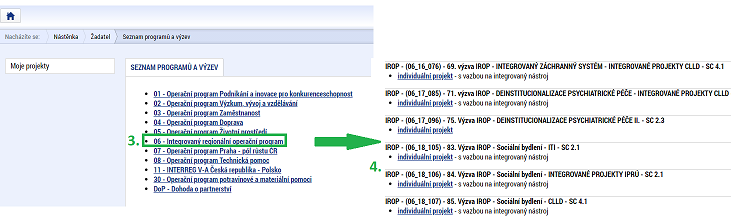 Nacházíte se: Nástěnka Žadatel Seznam programů a výzev
Moje projekty
SEZNAM PROGRAMŮ A VÝZEV
01 - Operační program Podnikání a inovace pro konkurenceschopnost
02 - Operační program Výzkum, vývoj a vzdělávání
03 - Operační program Zaměstnanost
04 - Operační program Doprava
05 - Operační program Životní prostředí
3. 06 - Integrovaný regionální operační program
07 - Operační program Praha - pól růstu ČR
08 - Operační program Technická pomoc
11 - INTERREG V-A Česká republika - Polsko
30 - Operační program potravinové a materiální pomoci
DoP - Dohoda o partnerství
IROP - (06_16_076) - 69. výzva IROP - INTEGROVANÝ ZÁCHRANNÝ SYSTÉM - INTEGROVANÉ PROJEKTY CLLD - SC 4.1
individuální projekt - s vazbou na integrovaný nástroj
IROP - (06_17_085) - 71. výzva IROP - DEINSTITUCIONALIZACE PSYCHIATRICKÉ PÉČE - INTEGROVANÉ PROJEKTY CLLD
individuální projekt - s vazbou na integrovaný nástroj
IROP - (06_17_096) - 75. výzva IROP - DEINSTITUCIONALIZACE PSYCHIATRICKÉ PÉČE II. - SC 2.3
individuální projekt
IROP - (06_18_105) - 83. výzva IROP - Sociální bydlení - ITI - SC 2.1
4. individuální projekt - s vazbou na integrovaný nástroj
IROP - (06_18_106) - 84. výzva IROP - Sociální bydlení - INTEGROVANÉ PROJEKTY IPRÚ - SC 2.1
individuální projekt - s vazbou na integrovaný nástroj
IROP - (06_18_107) - 85. výzva IROP - Sociální bydlení - CLLD - SC 4.1
individuální projekt - s vazbou na integrovaný nástroj